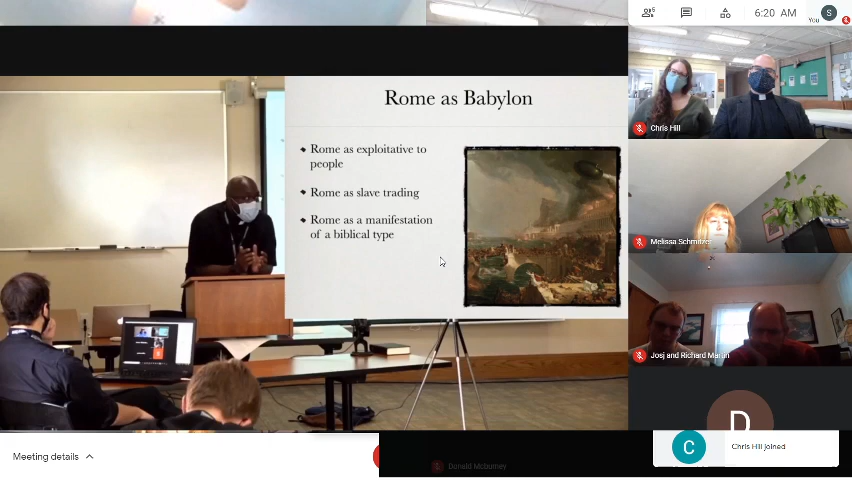 6:20 AM
You
S
Rome as Babylon
Rome as exploitative to
people
Rome as slave trading
Rome as a manifestation
of a biblical type
Chris Hill
Melissa Schmitzer
Josj and Richard Martin
D
C
Chris Hill joined
Meeting details
Donald Mcburney